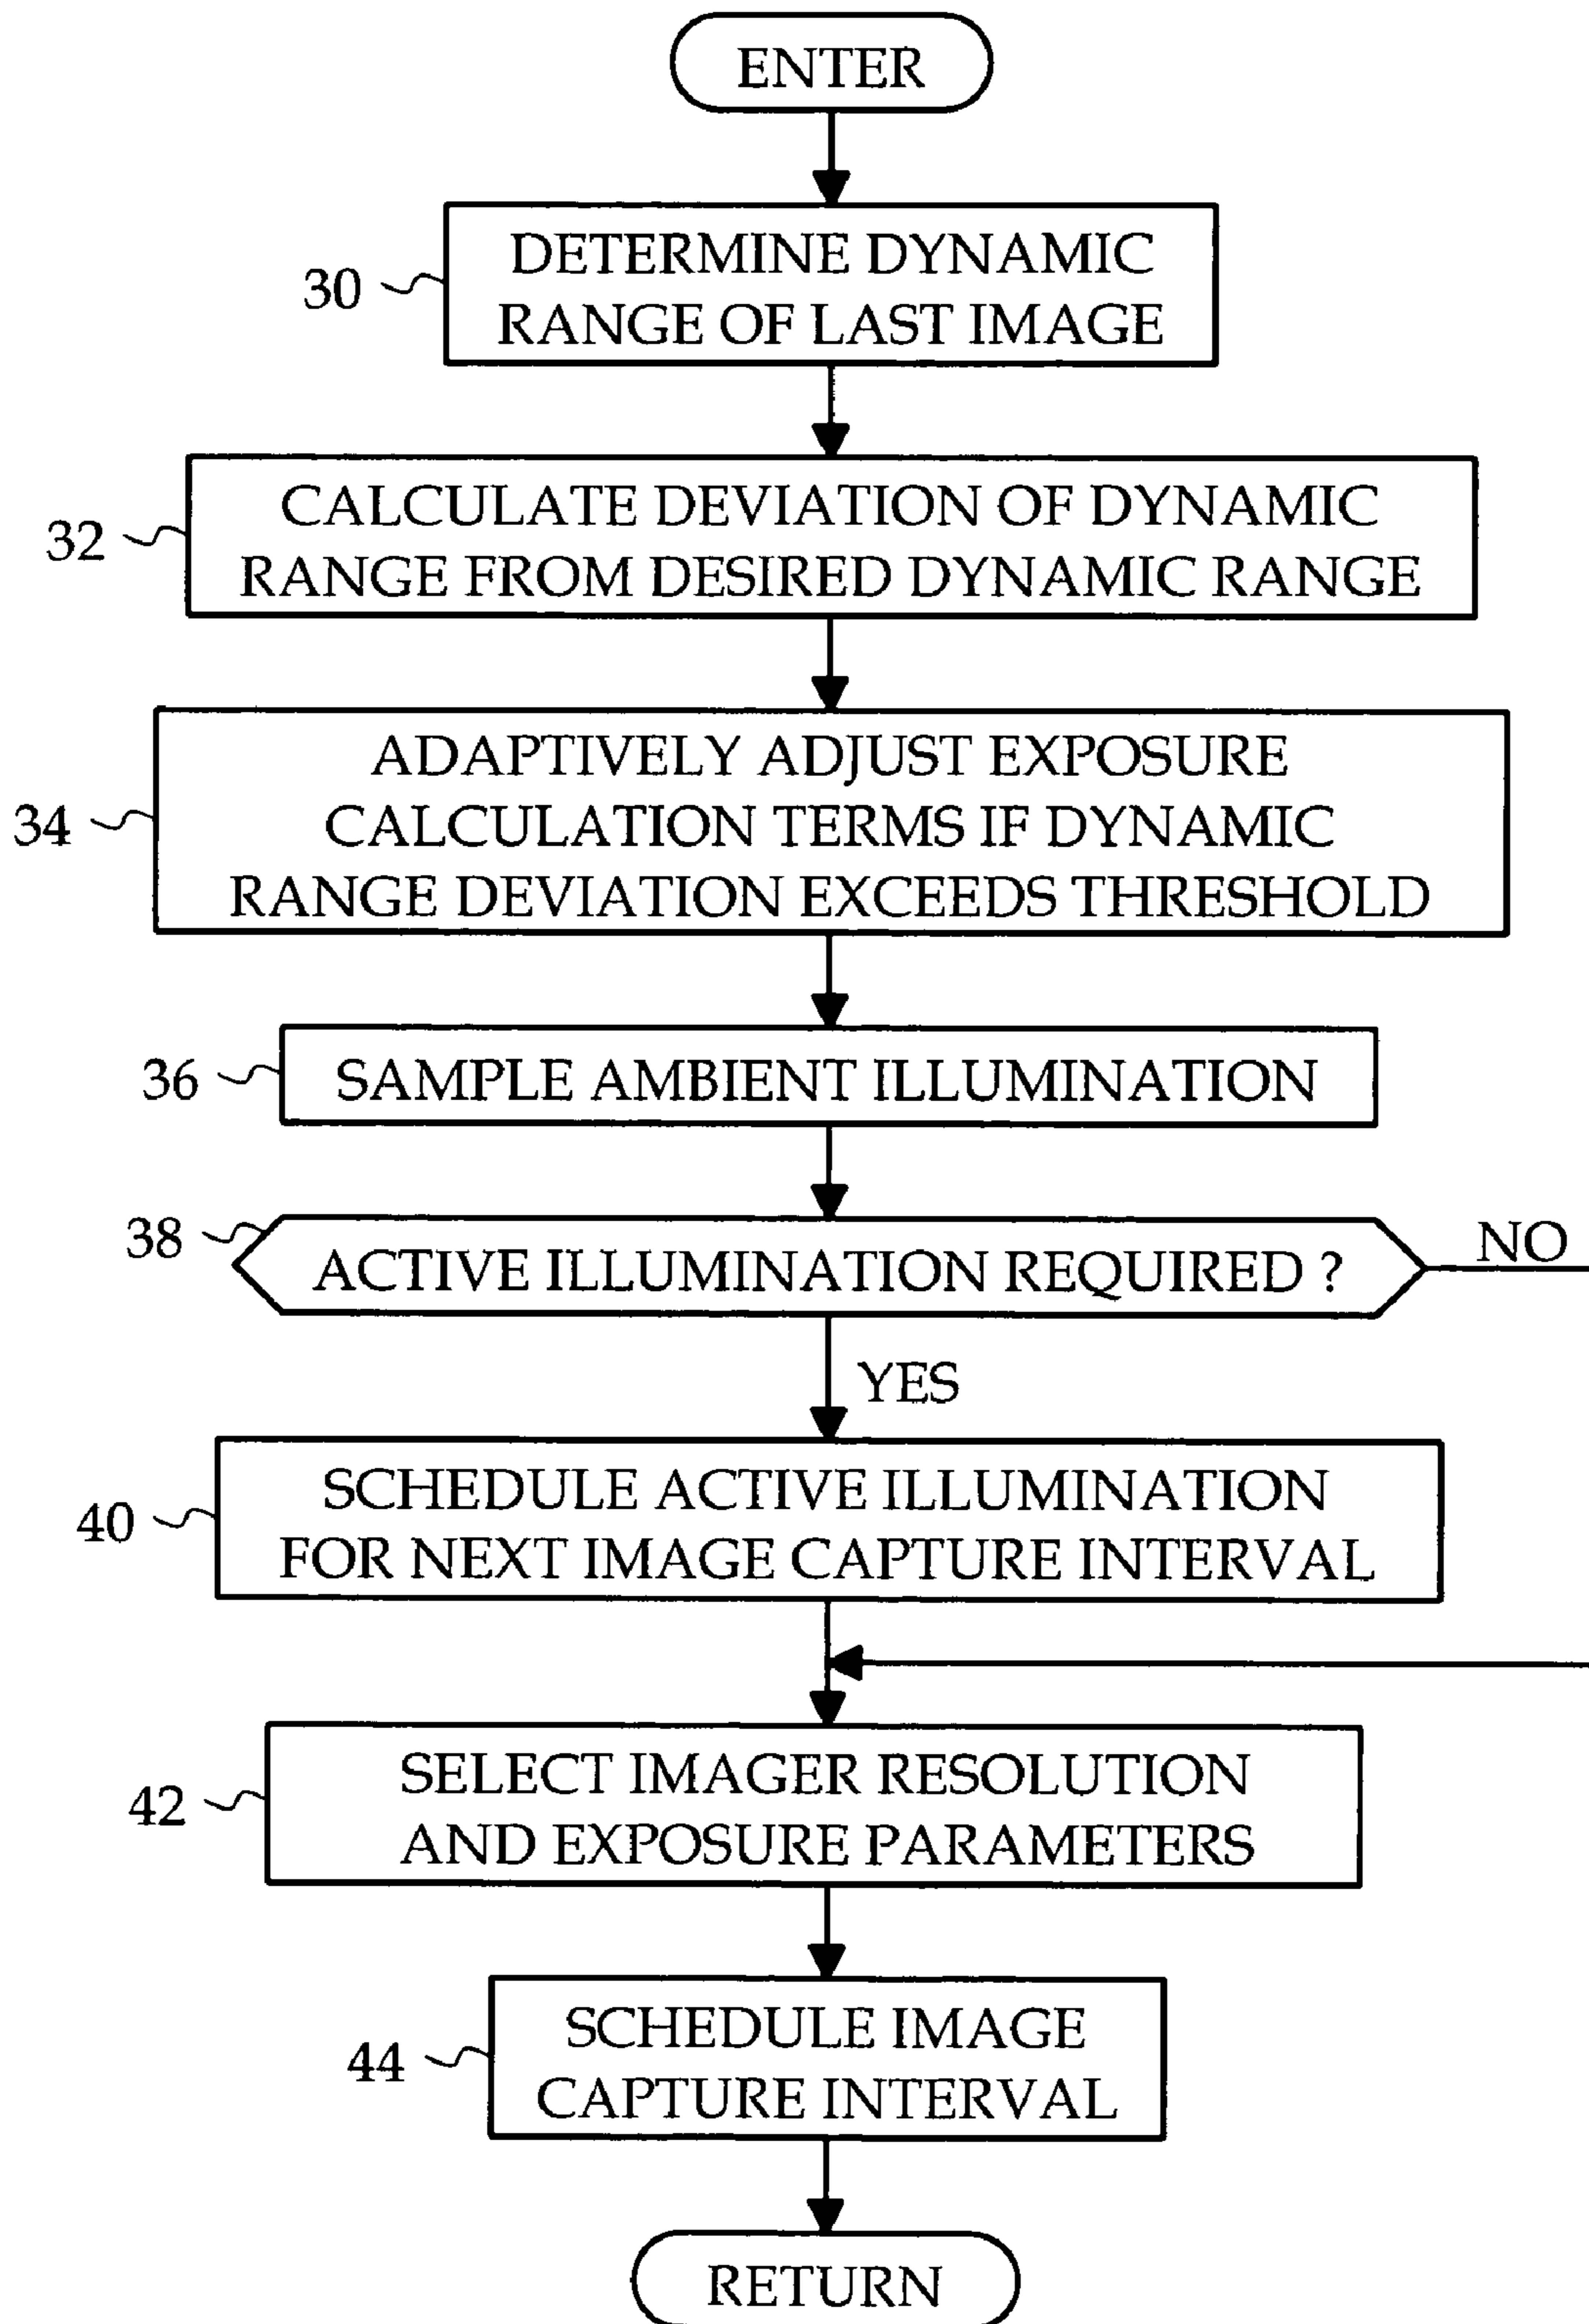 ENTER
30
DETERMINE DYNAMIC
RANGE OF LAST IMAGE
32
CALCULATE DEVIATION OF DYNAMIC
RANGE FROM DESIRED DYNAMIC RANGE
34
ADAPTIVELY ADJUST EXPOSURE
CALCULATION TERMS IF DYNAMIC
RANGE DEVIATION EXCEEDS THRESHOLD
36
SAMPLE AMBIENT ILLUMINATION
38
ACTIVE ILLUMINATION REQUIRED ?
NO
YES
40
SCHEDULE ACTIVE ILLUMINATION
FOR NEXT IMAGE CAPTURE INTERVAL
42
SELECT IMAGER RESOLUTION
AND EXPOSURE PARAMETERS
44
SCHEDULE IMAGE
CAPTURE INTERVAL
RETURN